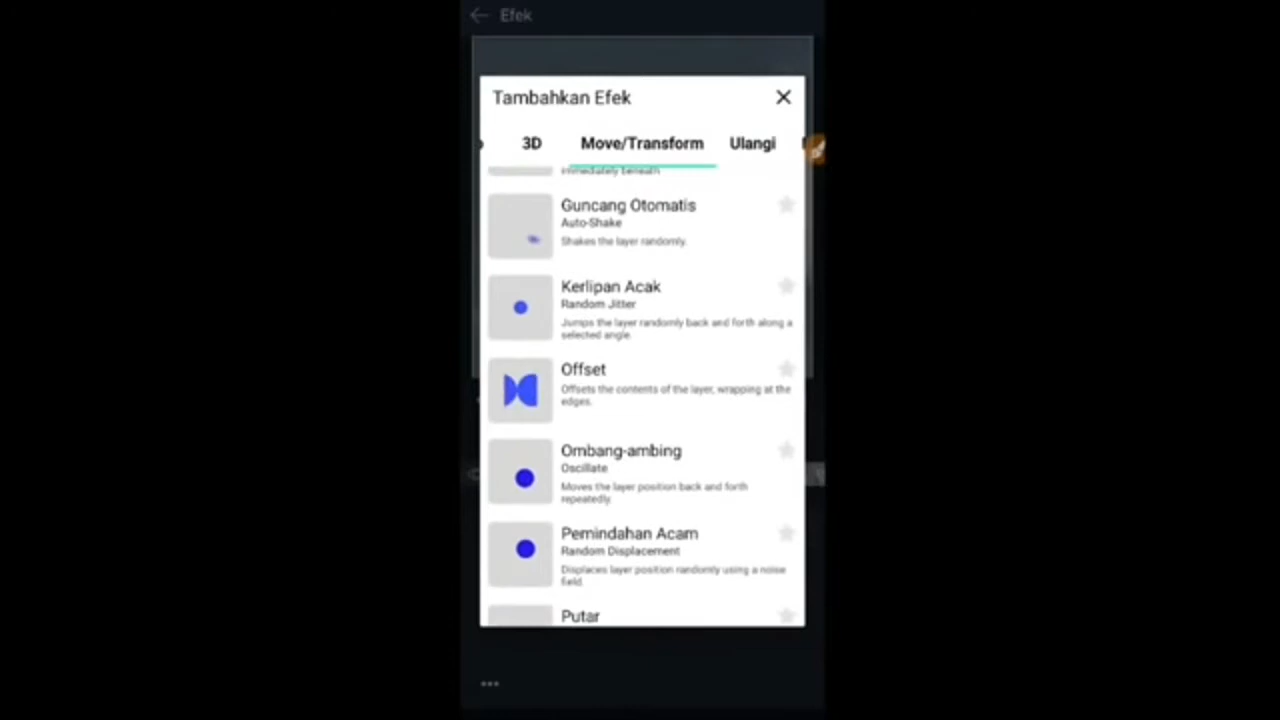 Efek
Tambahkan Efek
3D
Move/Transform
Ulangi
immediately beneath
Guncang Otomatis
Auto-Shake
Shakes the layer randomly.
Kerlipan Acak
Random Jitter
Jumps the layer randomly back and forth along a
selected angle.
Offset
Offsets the contents of the layer, wrapping at the
edges.
Ombang-ambing
Oscillate
Moves the layer position back and forth
repeatedly.
Pemindahan Acam
Random Displacement
Displaces layer position randomly using a noise
field.
Putar